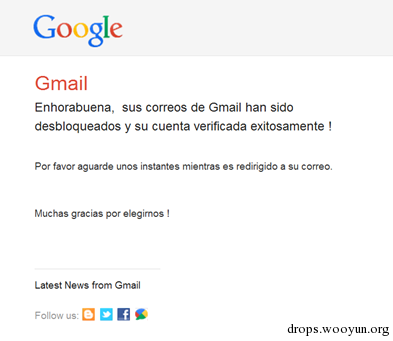 Google
Gmail
Enhorabuena, sus correos de Gmail han sido
desbloqueados y su cuenta verificada exitosamente !
Por favor aguarde unos instantes mientras es redirigido a su correo.
Muchas gracias por elegirnos !
Latest News from Gmail
Follow us:
drops.wooyun.org